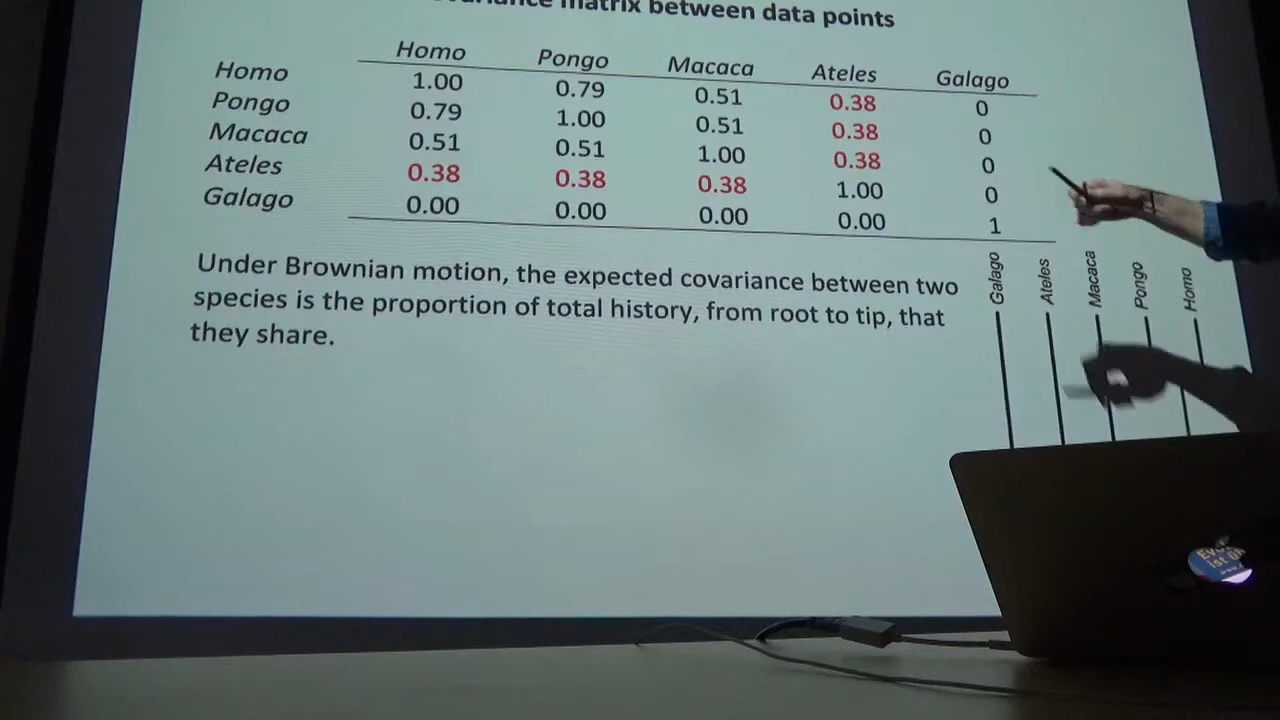 matrix between data points
Homo Pongo Macaca Ateles Galago
Homo 1.00 0.79 0.51 0.38 0
Pongo 0.79 1.00 0.51 0.38 0
Macaca 0.51 0.51 1.00 0.38 0
Ateles 0.38 0.38 0.38 1.00 0
Galago 0.00 0.00 0.00 0.00 1
Under Brownian motion, the expected covariance between two
species is the proportion of total history, from root to tip, that
they share.
Galago
Ateles
Macaca
Pongo
Homo